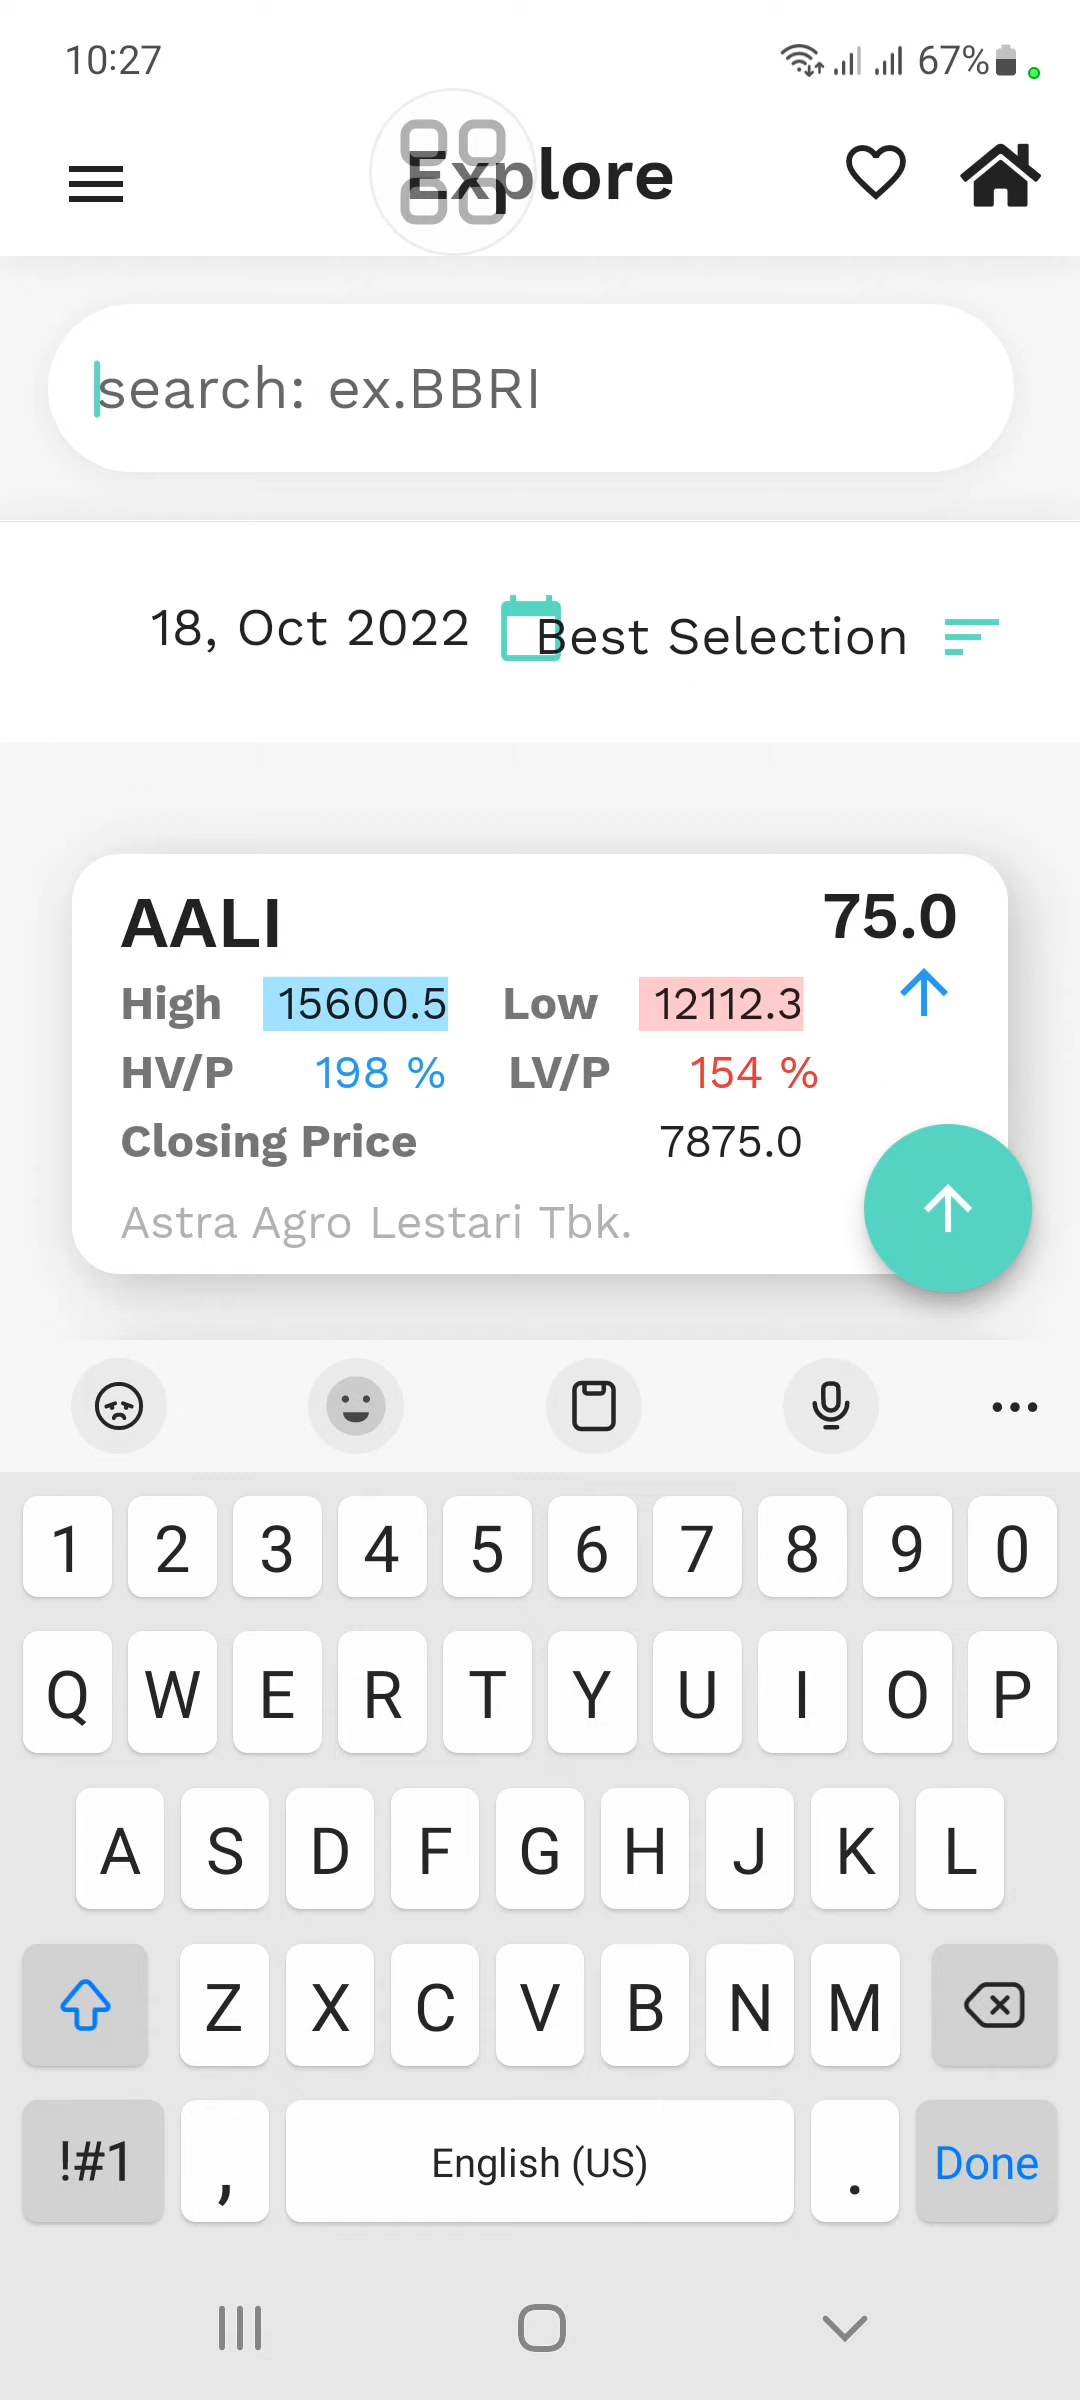 10:27 67%
Explore
search: ex.BBRI
18, Oct 2022 Best Selection
AALI 75.0
High 15600.5 Low 12112.3
HV/P 198 % LV/P 154 %
Closing Price 7875.0
Astra Agro Lestari Tbk.
1 2 3 4 5 6 7 8 9 0
Q W E R T Y U I O P
A S D F G H J K L
Z X C V B N M
!#1 , English (US) . Done